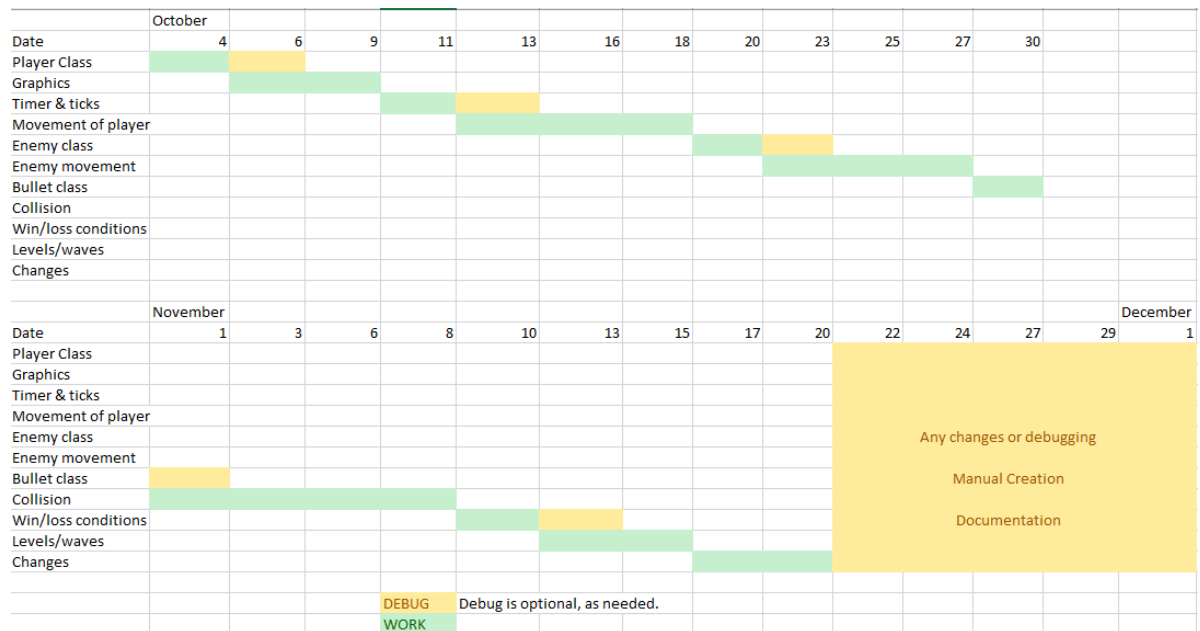 October
Date 4 6 9 11 13 16 18 20 23 25 27 30
Player Class
Graphics
Timer & ticks
Movement of player
Enemy class
Enemy movement
Bullet class
Collision
Win/loss conditions
Levels/waves
Changes
November December
Date 1 3 6 8 10 13 15 17 20 22 24 27 29 1
Player Class
Graphics
Timer & ticks
Movement of player
Enemy class Any changes or debugging
Enemy movement
Bullet class Manual Creation
Collision
Win/loss conditions Documentation
Levels/waves
Changes
DEBUG Debug is optional, as needed.
WORK